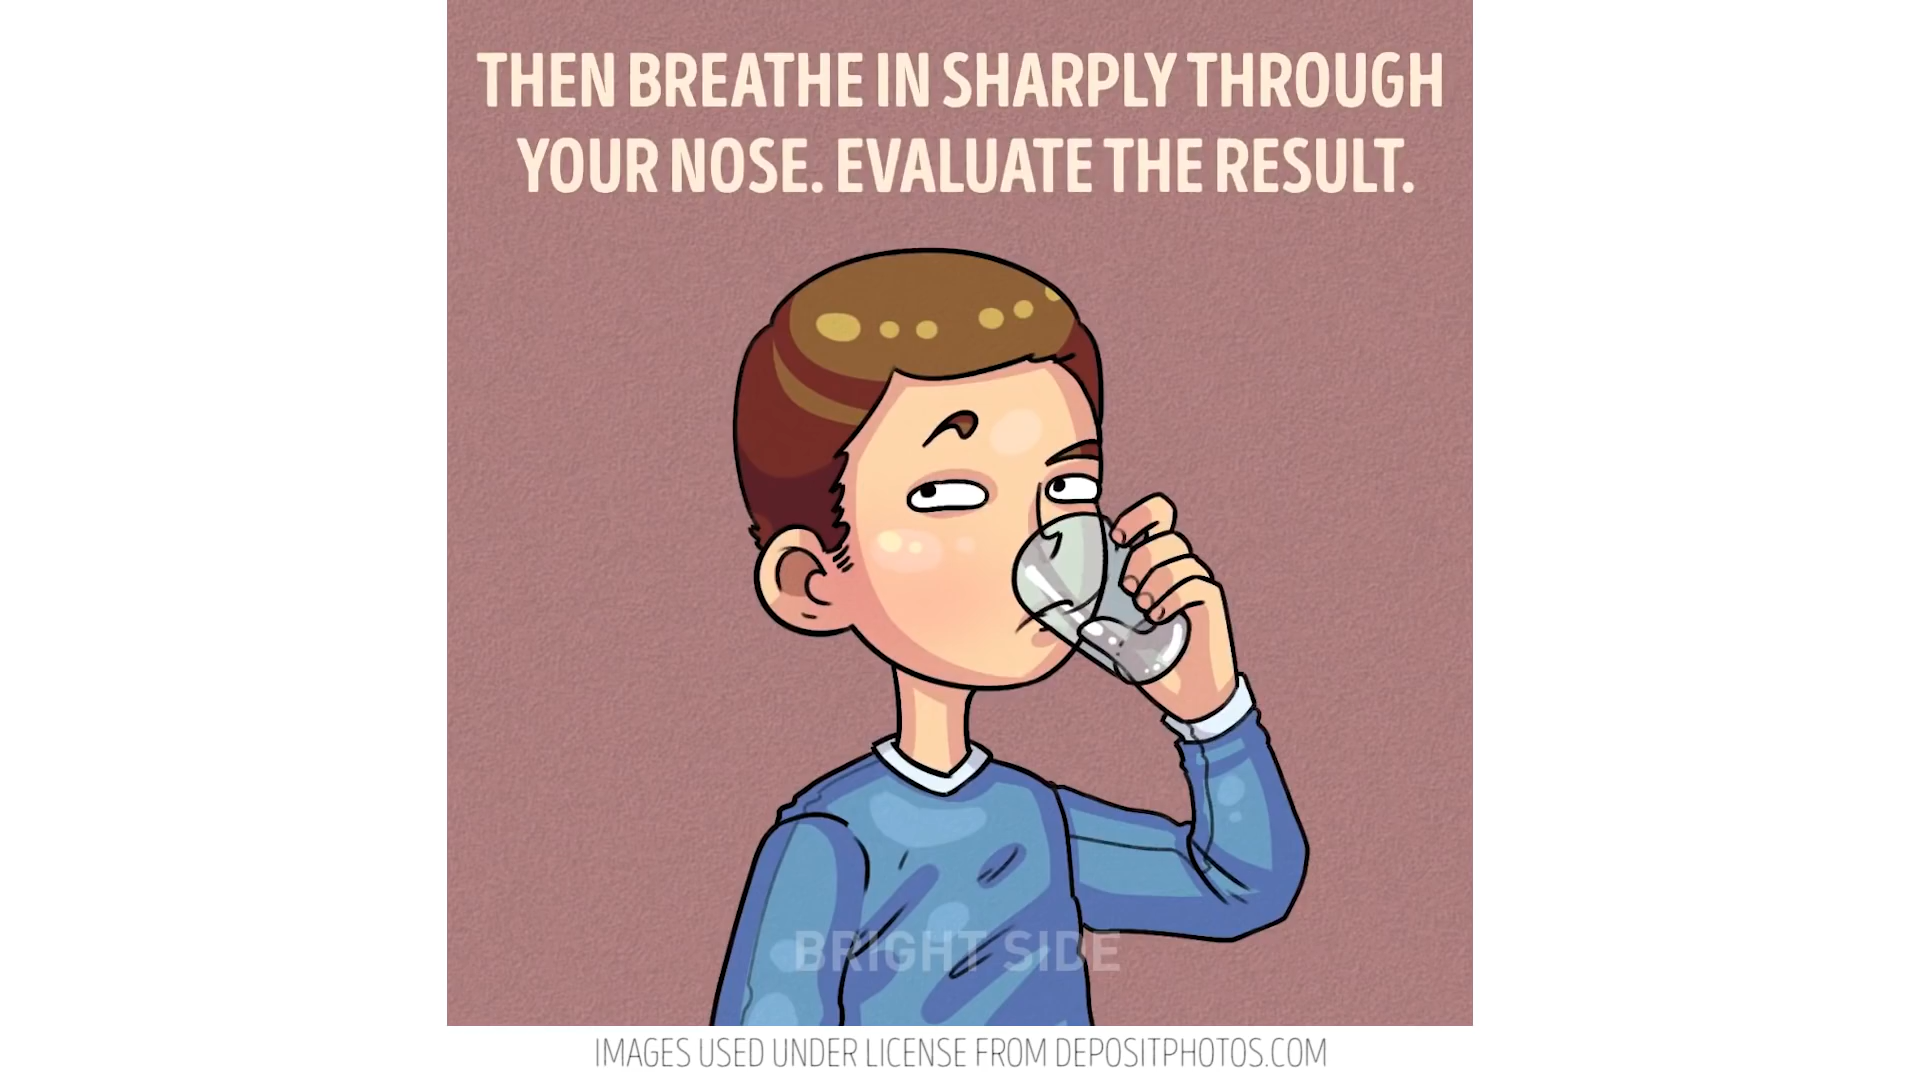 THEN BREATHE IN SHARPLY THROUGH
YOUR NOSE. EVALUATE THE RESULT.
BRIGHT SIDE
IMAGES USED UNDER LICENSE FROM DEPOSITPHOTOS.COM